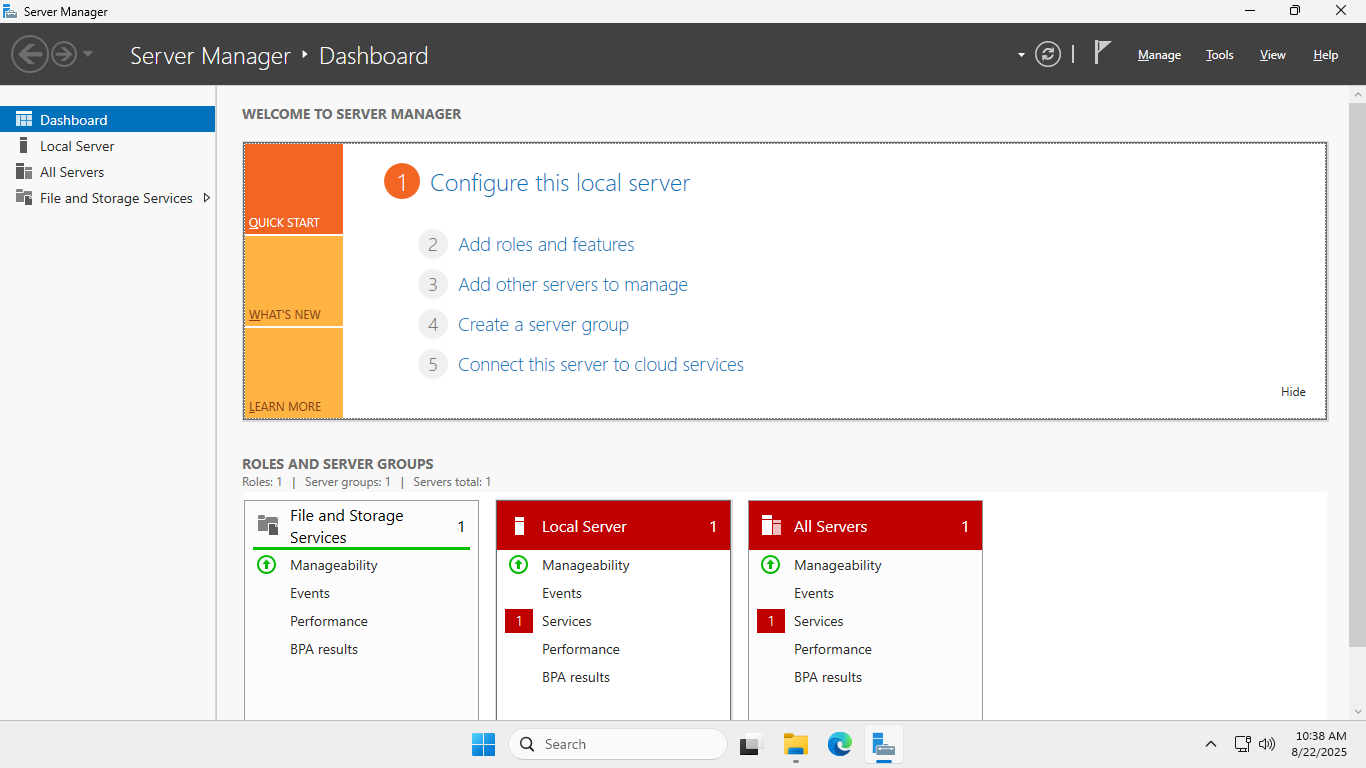 Server Manager
Server Manager Dashboard
Manage Tools View Help
Dashboard
Local Server
All Servers
File and Storage Services
WELCOME TO SERVER MANAGER
QUICK START
WHAT'S NEW
LEARN MORE
1 Configure this local server
2 Add roles and features
3 Add other servers to manage
4 Create a server group
5 Connect this server to cloud services
Hide
ROLES AND SERVER GROUPS
Roles: 1 | Server groups: 1 | Servers total: 1
File and Storage
Services 1
Manageability
Events
Performance
BPA results
Local Server 1
Manageability
Events
1 Services
Performance
BPA results
All Servers 1
Manageability
Events
1 Services
Performance
BPA results
Search
10:38 AM
8/22/2025